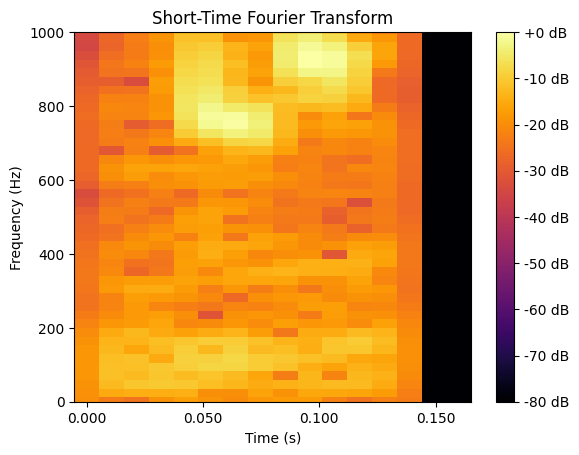 Short-Time Fourier Transform
1000
800
600
400
200
0
Frequency (Hz)
0.000
0.050
0.100
0.150
Time (s)
+0 dB
-10 dB
-20 dB
-30 dB
-40 dB
-50 dB
-60 dB
-70 dB
-80 dB